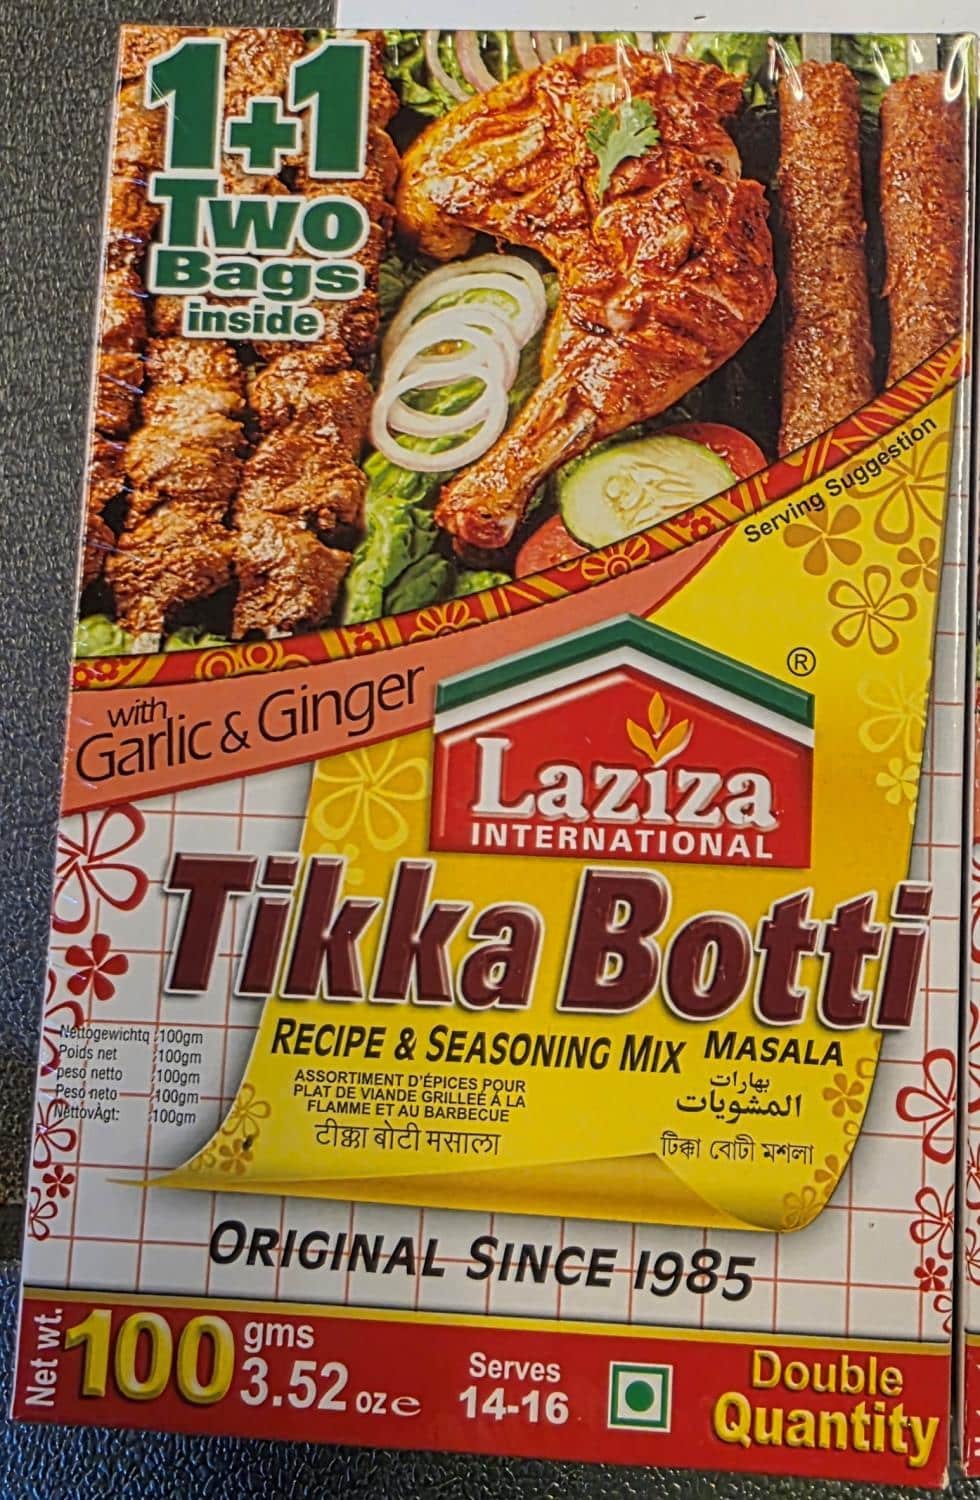 1+1
Two
Bags
inside
Serving Suggestion
with
Garlic & Ginger
®
Laziza
INTERNATIONAL
Tikka Botti
RECIPE & SEASONING MIX MASALA
Nettogewichtq :100gm
Poids net :100gm
peso netto :100gm
Peso neto :100gm
NettovÄgt: :100gm
ASSORTIMENT D'ÉPICES POUR
PLAT DE VIANDE GRILLEÉ À LA
FLAMME ET AU BARBECUE
टीक्का बोटी मसाला
بهارات
المشويات
টিক্কা বোটী মশলা
ORIGINAL SINCE 1985
Net wt. 100 gms
3.52 oz e
Serves
14-16
Double
Quantity